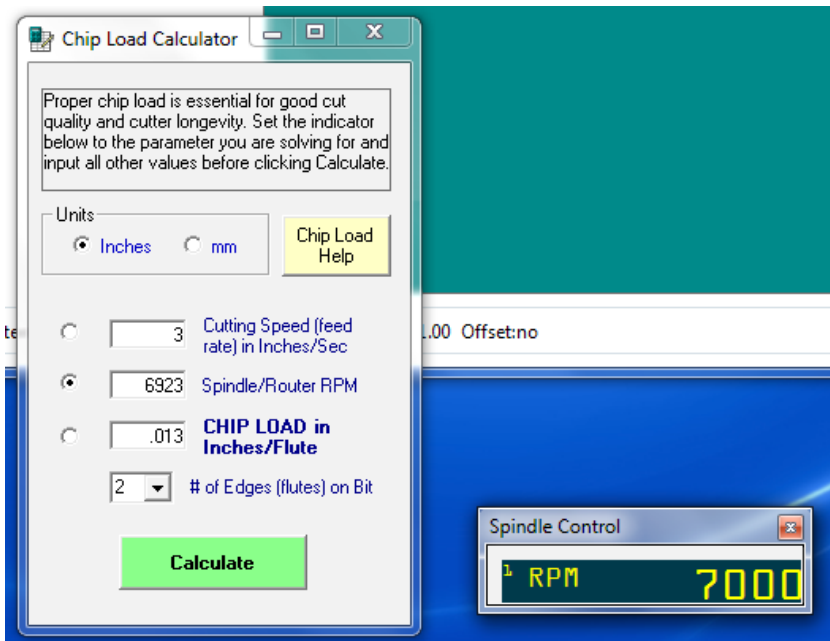 Chip Load Calculator
Proper chip load is essential for good cut
quality and cutter longevity. Set the indicator
below to the parameter you are solving for and
input all other values before clicking Calculate.
Units
Inches
mm
Chip Load
Help
3
Cutting Speed (feed
rate) in Inches/Sec
1.00 Offset:no
6923
Spindle/Router RPM
.013
CHIP LOAD in
Inches/Flute
2
# of Edges (flutes) on Bit
Calculate
Spindle Control
1 RPM 7000